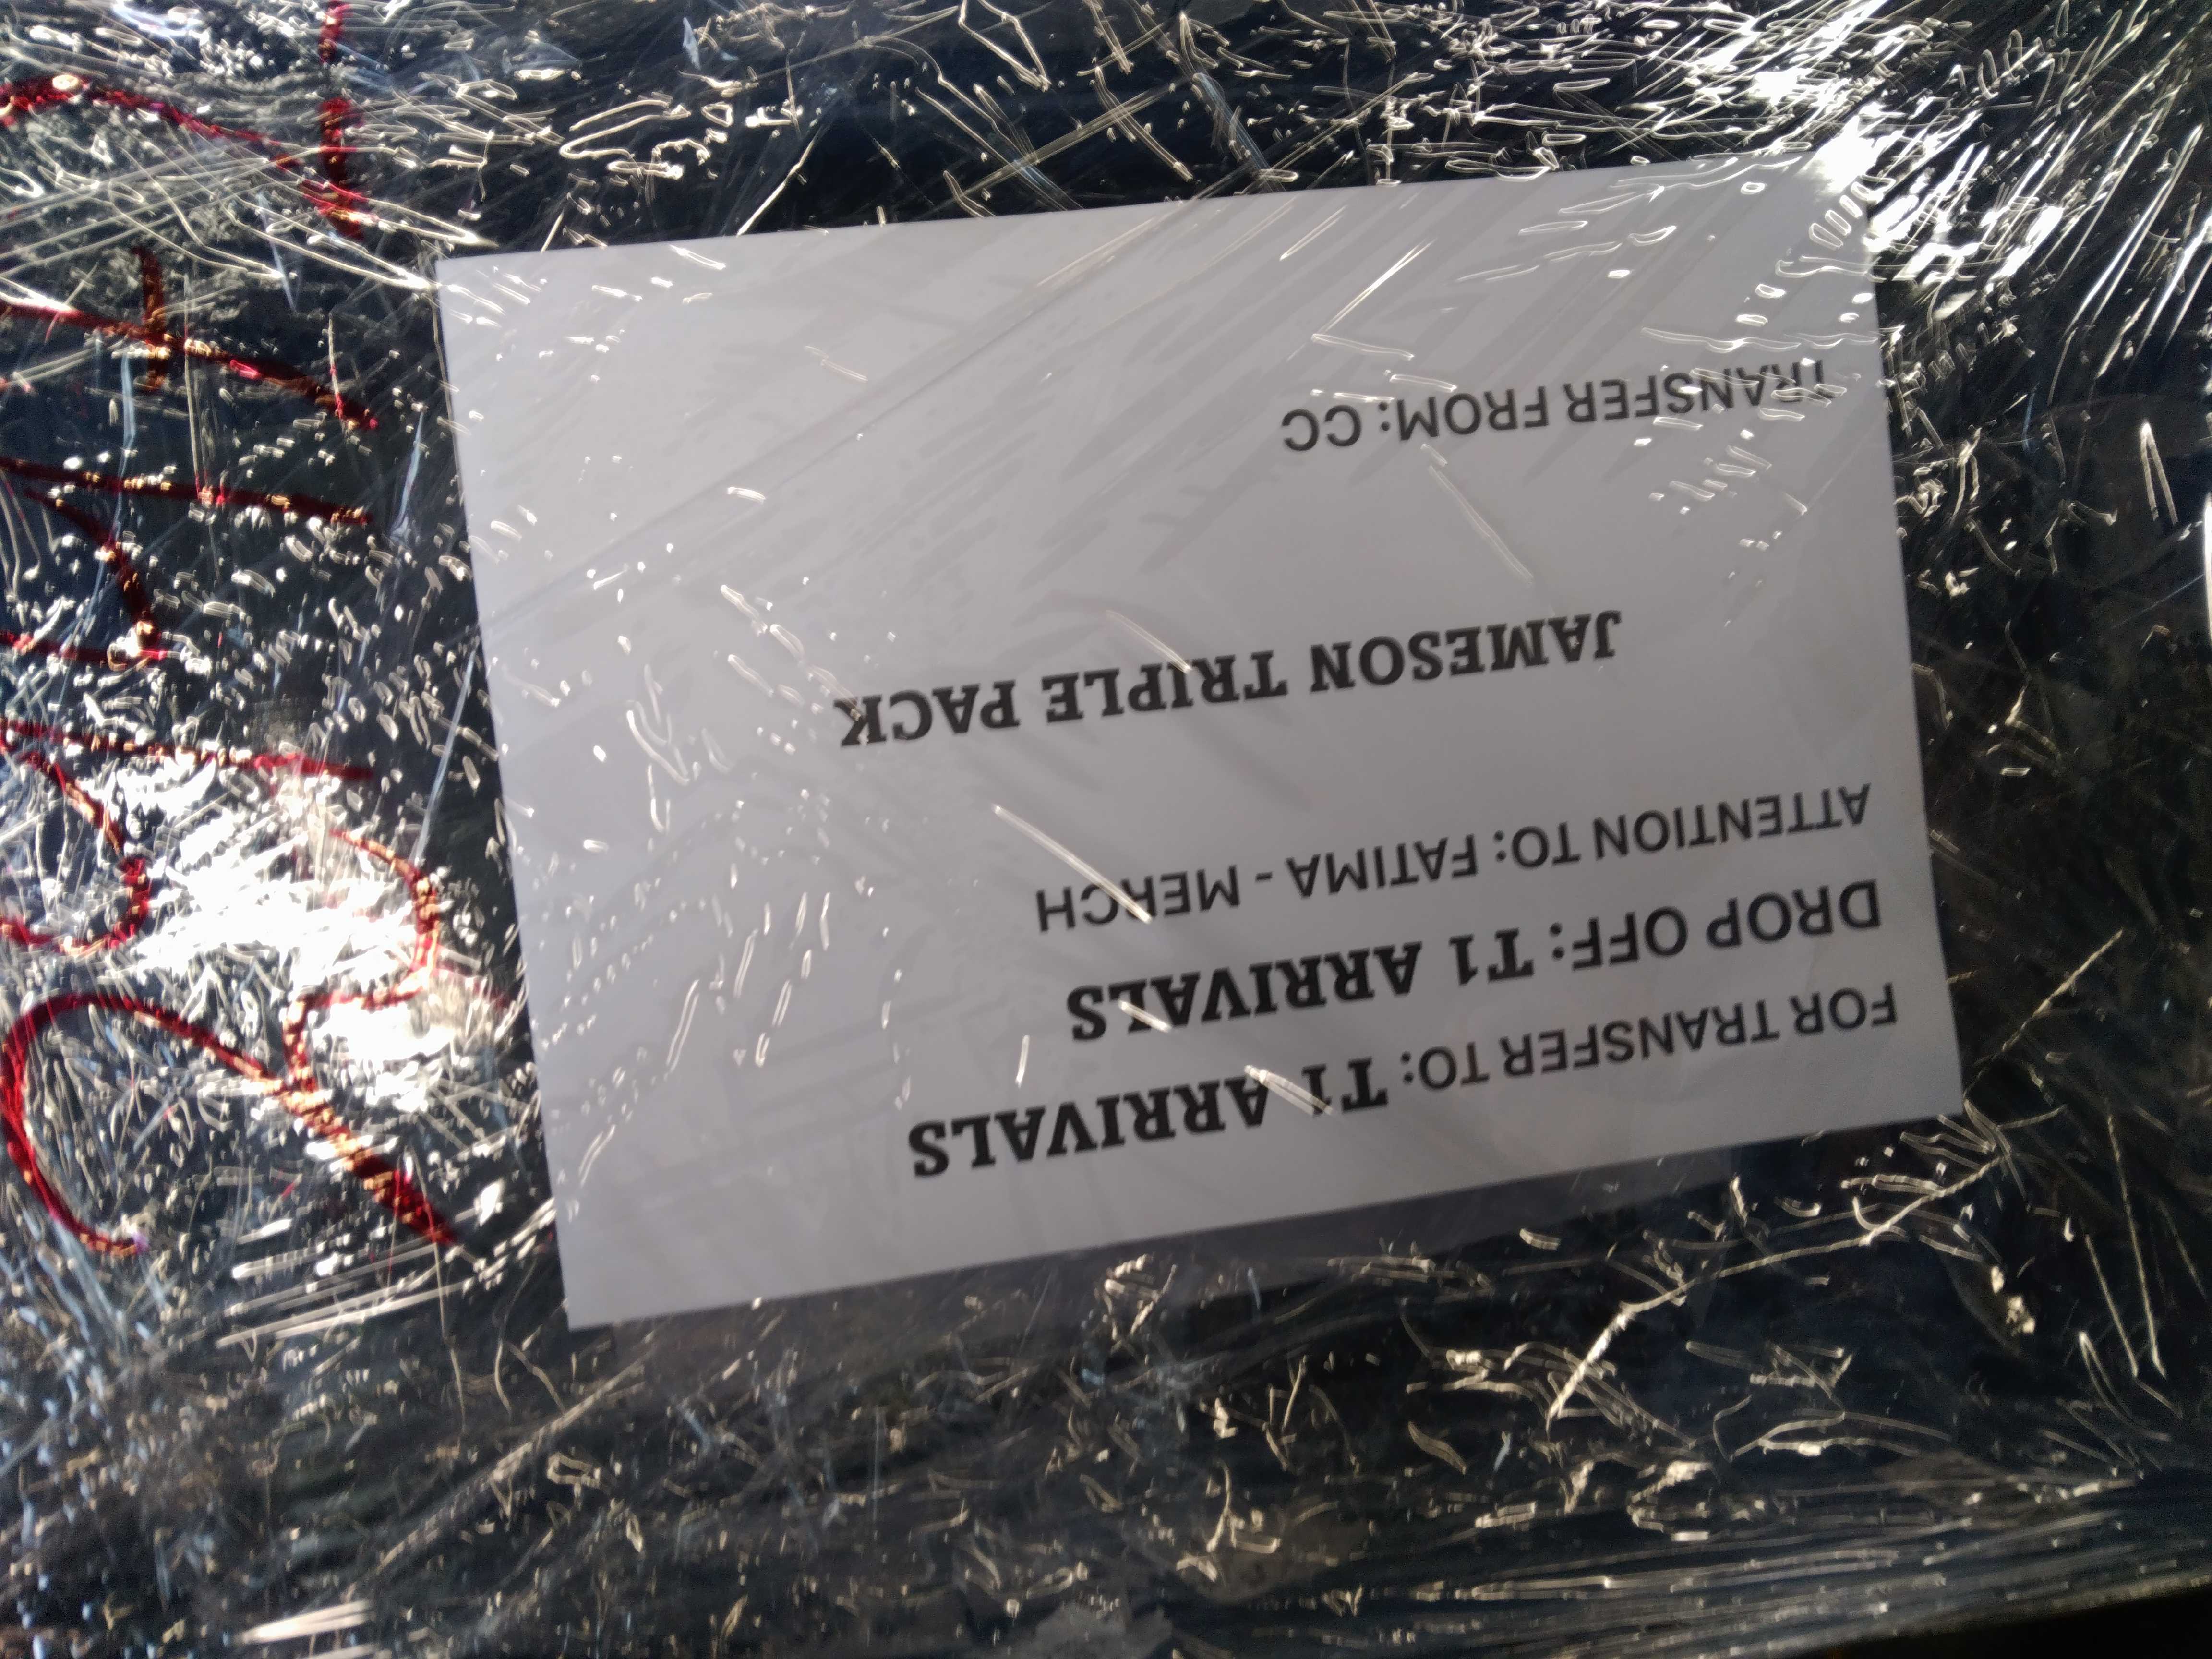 FOR TRANSFER TO: T1 ARRIVALS
DROP OFF: T1 ARRIVALS
ATTENTION TO: FATIMA - MERCH
JAMESON TRIPLE PACK
TRANSFER FROM: CC